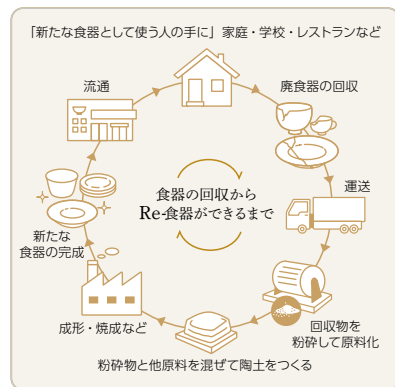 「新たな食器として使う人の手に」家庭・学校・レストランなど
流通
廃食器の回収
食器の回収から
Re-食器ができるまで
運送
新たな
食器の完成
回収物を
粉砕して原料化
成形・焼成など
粉砕物と他原料を混ぜて陶土をつくる